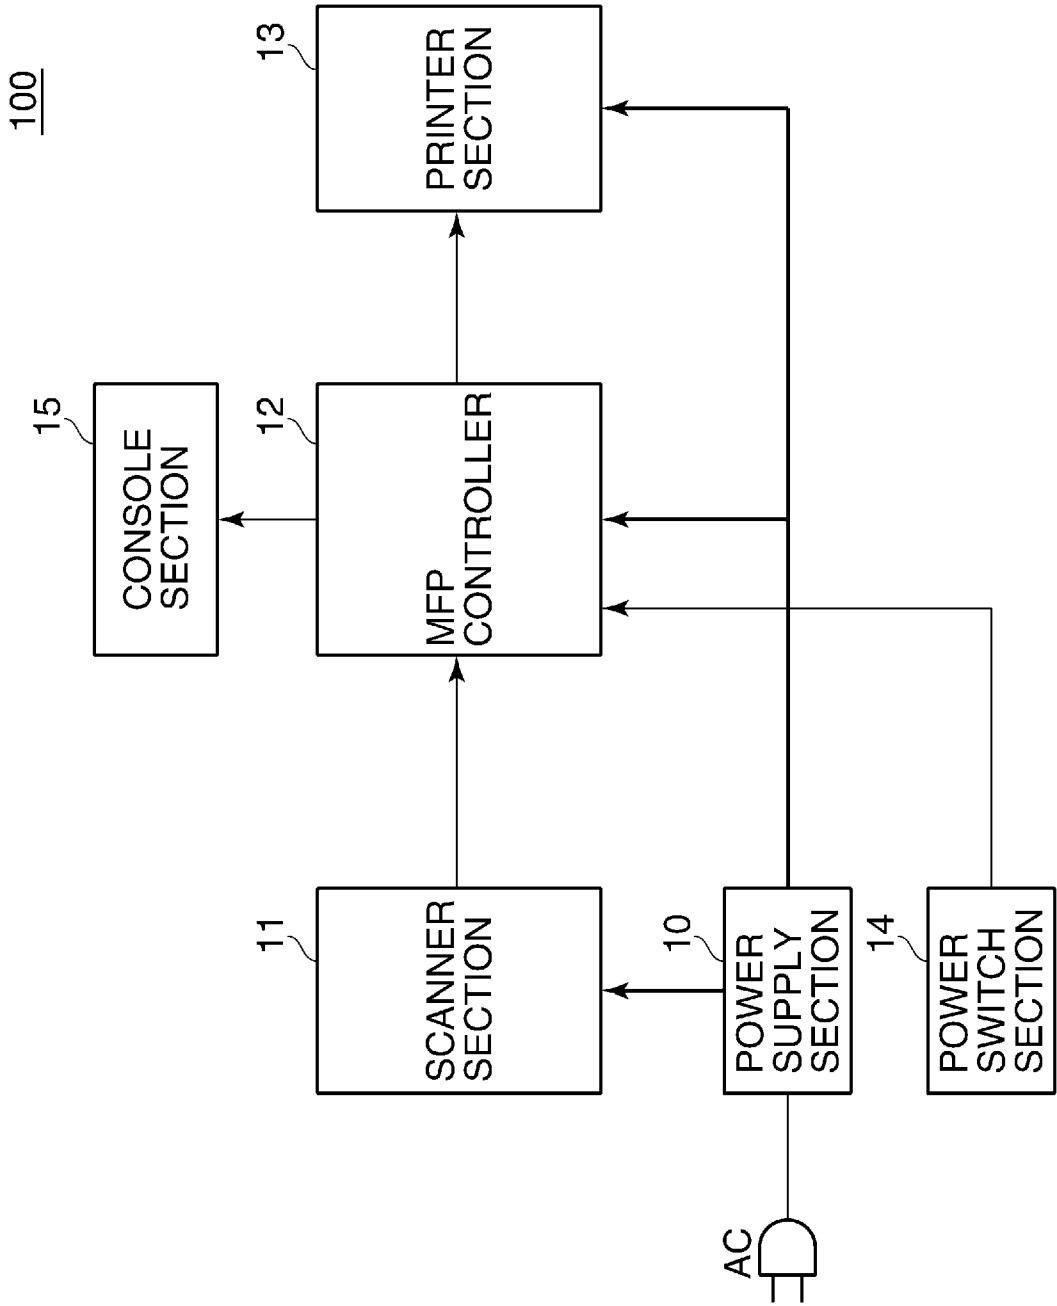 100
15
CONSOLE
SECTION
11
SCANNER
SECTION
12
MFP
CONTROLLER
13
PRINTER
SECTION
AC
10
POWER
SUPPLY
SECTION
14
POWER
SWITCH
SECTION